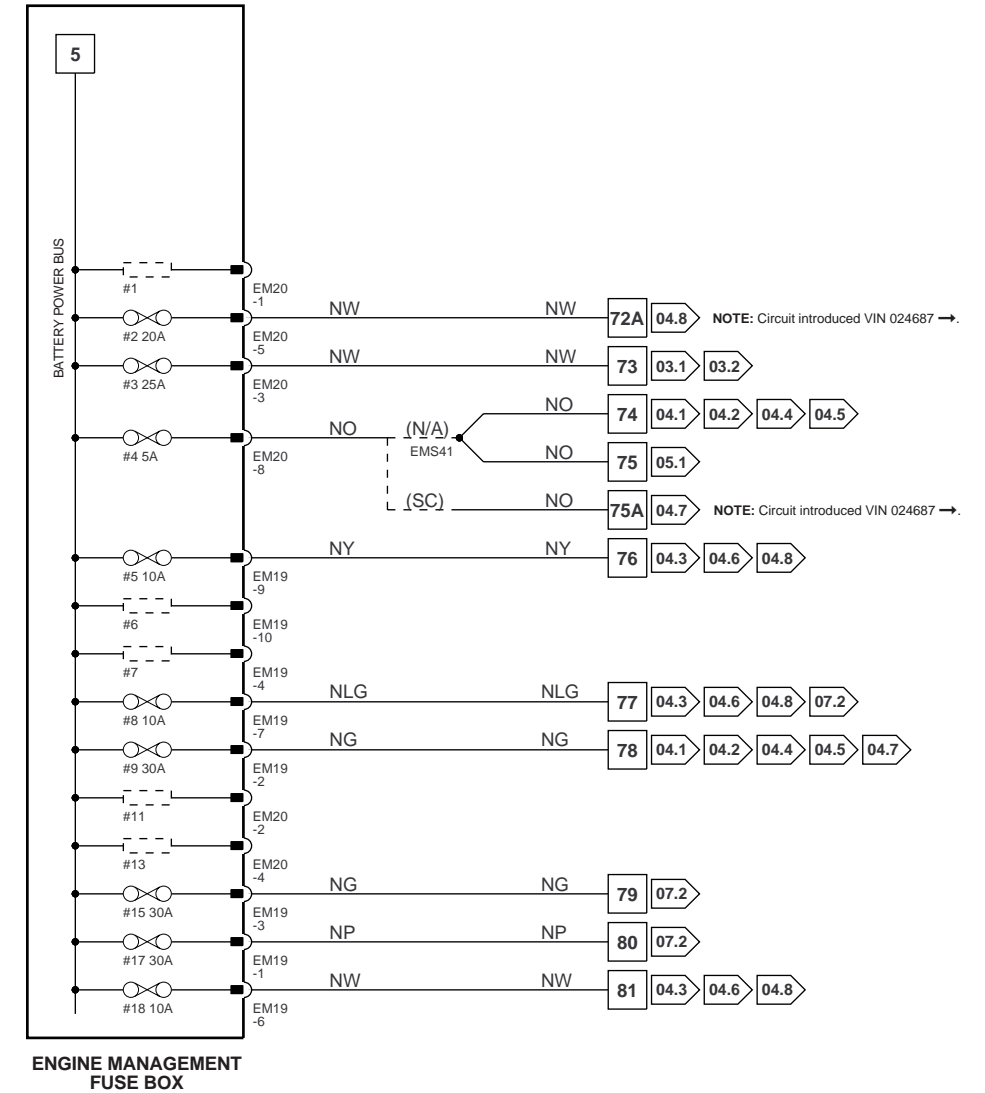 5
BATTERY POWER BUS
#1
EM20
-1
#2 20A
EM20
-5
NW NW 72A 04.8 NOTE: Circuit introduced VIN 024687 →.
#3 25A
EM20
-3
NW NW 73 03.1 03.2
NO 74 04.1 04.2 04.4 04.5
#4 5A
EM20
-8
NO (N/A)
EMS41
NO 75 05.1
(SC) NO 75A 04.7 NOTE: Circuit introduced VIN 024687 →.
#5 10A
EM19
-9
NY NY 76 04.3 04.6 04.8
#6
EM19
-10
#7
EM19
-4
#8 10A
EM19
-7
NLG NLG 77 04.3 04.6 04.8 07.2
#9 30A
EM19
-2
NG NG 78 04.1 04.2 04.4 04.5 04.7
#11
EM20
-2
#13
EM20
-4
#15 30A
EM19
-3
NG NG 79 07.2
#17 30A
EM19
-1
NP NP 80 07.2
#18 10A
EM19
-6
NW NW 81 04.3 04.6 04.8
ENGINE MANAGEMENT
FUSE BOX